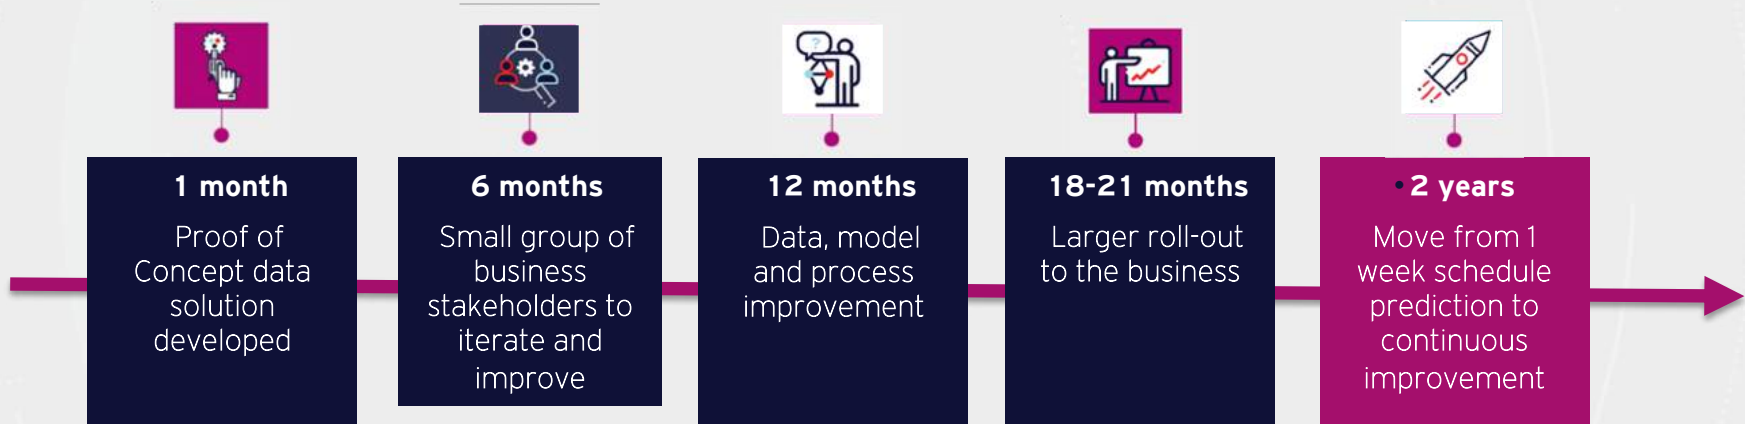 ?
1 month
Proof of
Concept data
solution
developed
6 months
Small group of
business
stakeholders to
iterate and
improve
12 months
Data, model
and process
improvement
18-21 months
Larger roll-out
to the business
• 2 years
Move from 1
week schedule
prediction to
continuous
improvement